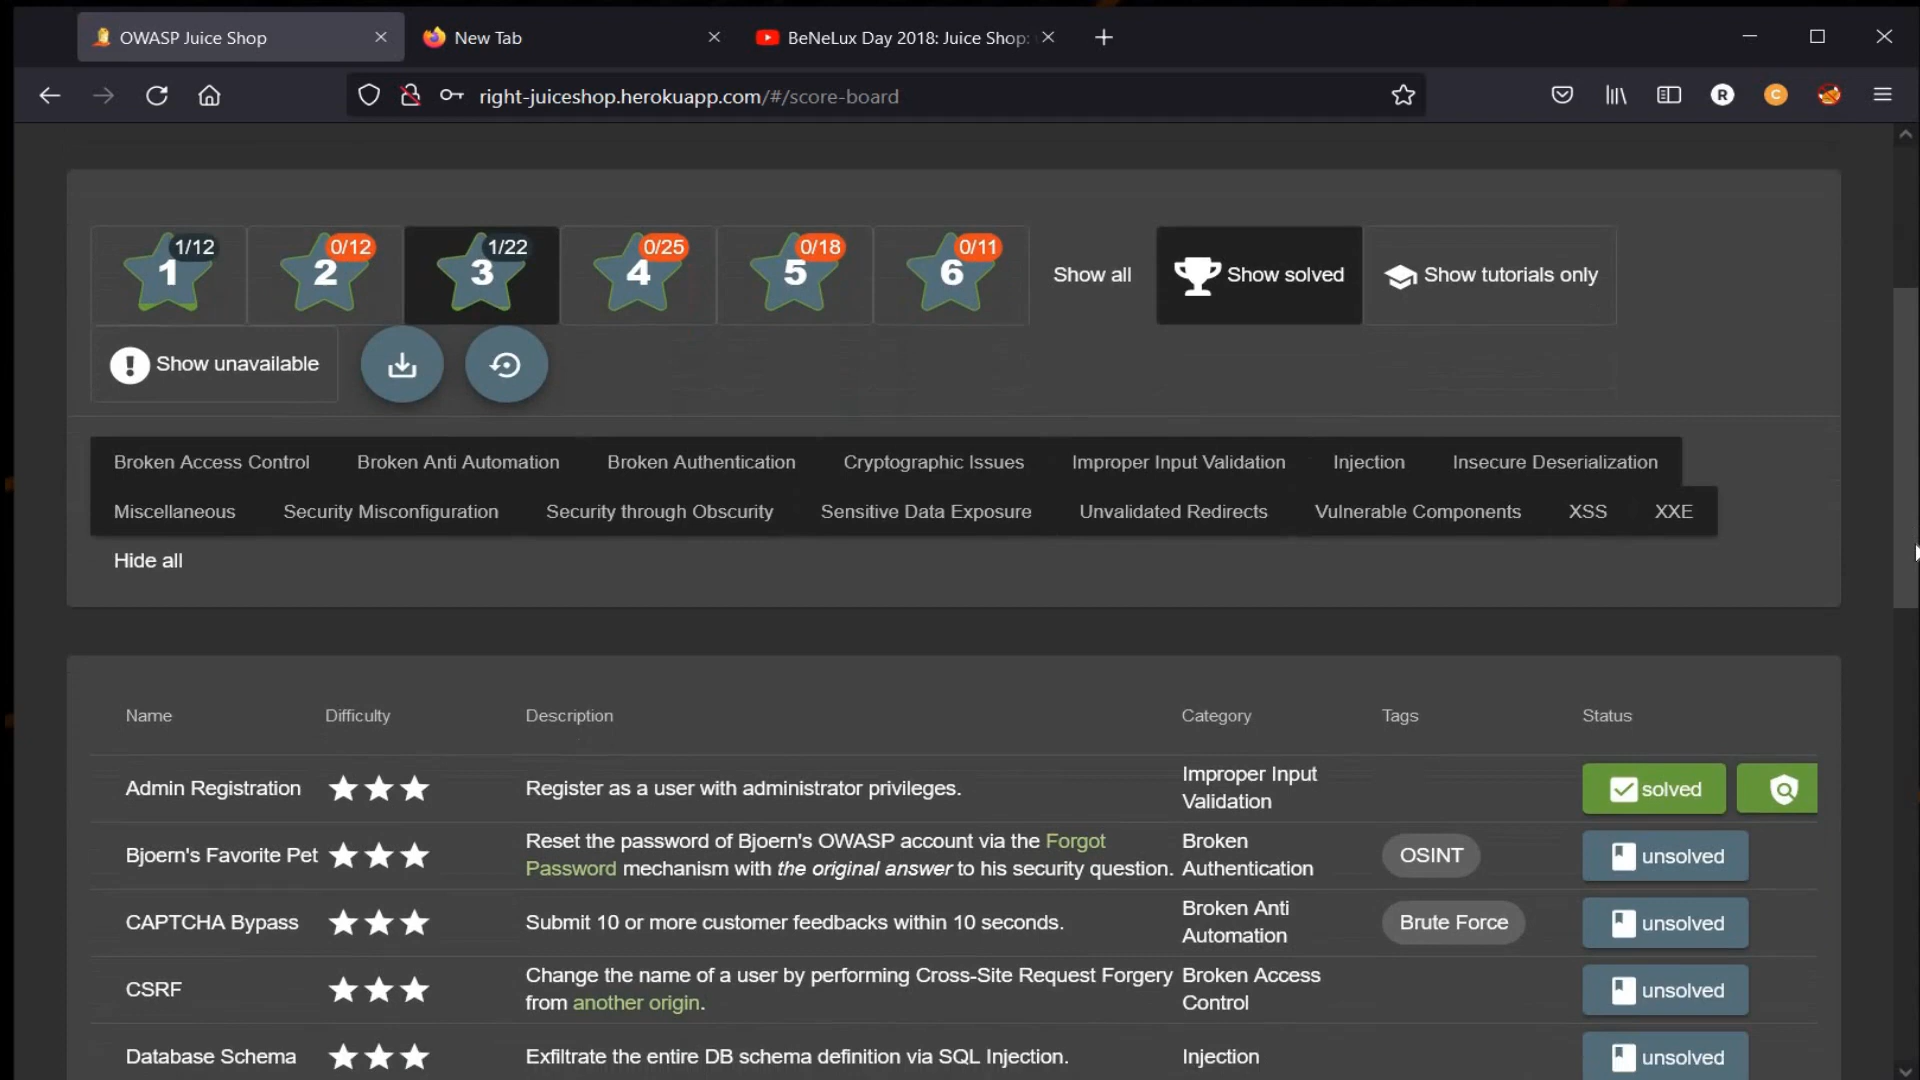 OWASP Juice Shop
New Tab
BeNeLux Day 2018: Juice Shop:
right-juiceshop.herokuapp.com/#/score-board
R
C
1/12 0/12 1/22 0/25 0/18 0/11
1 2 3 4 5 6 Show all Show solved Show tutorials only
Show unavailable
Broken Access Control Broken Anti Automation Broken Authentication Cryptographic Issues Improper Input Validation Injection Insecure Deserialization
Miscellaneous Security Misconfiguration Security through Obscurity Sensitive Data Exposure Unvalidated Redirects Vulnerable Components XSS XXE
Hide all
Name Difficulty Description Category Tags Status
Admin Registration Register as a user with administrator privileges. Improper Input
Validation solved
Bjoern's Favorite Pet Reset the password of Bjoern's OWASP account via the Forgot
Password mechanism with the original answer to his security question. Broken
Authentication OSINT unsolved
CAPTCHA Bypass Submit 10 or more customer feedbacks within 10 seconds. Broken Anti
Automation Brute Force unsolved
CSRF Change the name of a user by performing Cross-Site Request Forgery
from another origin. Broken Access
Control unsolved
Database Schema Exfiltrate the entire DB schema definition via SQL Injection. Injection unsolved